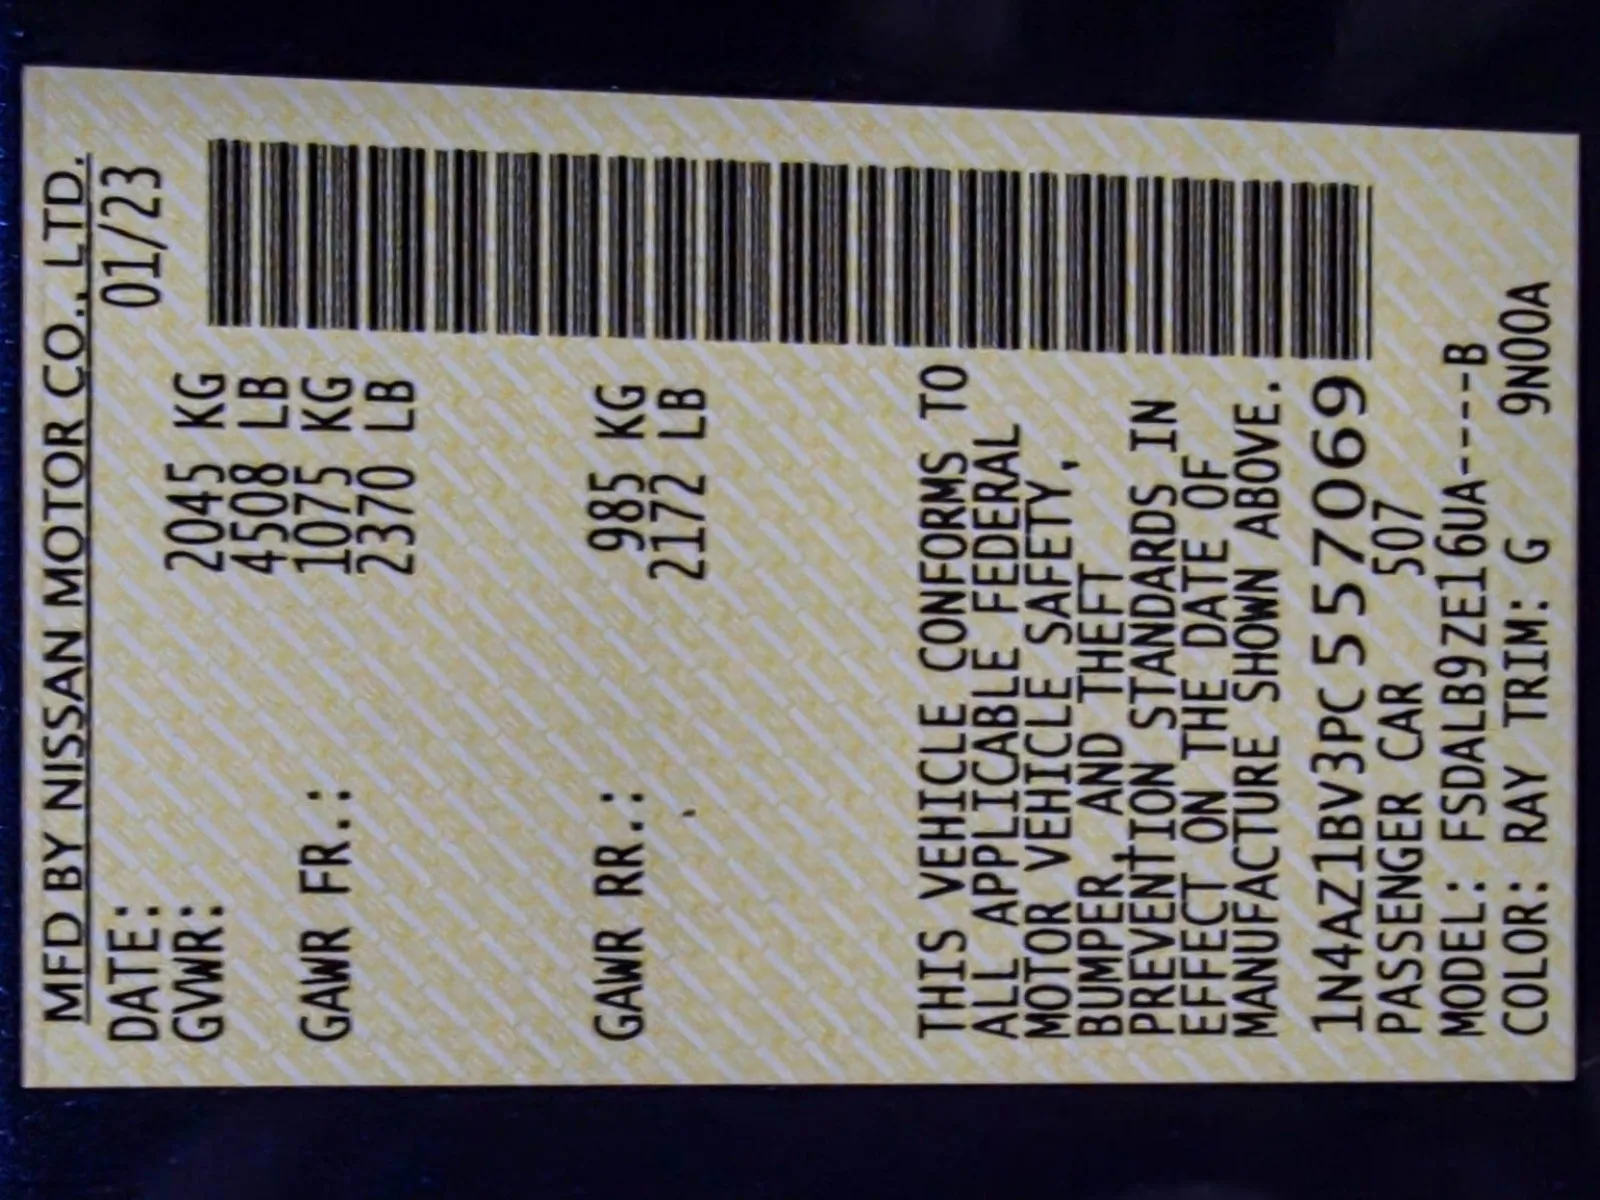 MFD BY NISSAN MOTOR CO., LTD.
DATE: 01/23
GVWR: 2045 KG
4508 LB
GAWR FR.: 1075 KG
2370 LB
GAWR RR.: 985 KG
2172 LB
THIS VEHICLE CONFORMS TO
ALL APPLICABLE FEDERAL
MOTOR VEHICLE SAFETY,
BUMPER, AND THEFT
PREVENTION STANDARDS IN
EFFECT ON THE DATE OF
MANUFACTURE SHOWN ABOVE.
1N4AZ1BV3PC557069
PASSENGER CAR 507
MODEL: FSDALB9ZE16UA----B
COLOR: RAY TRIM: G 9N00A